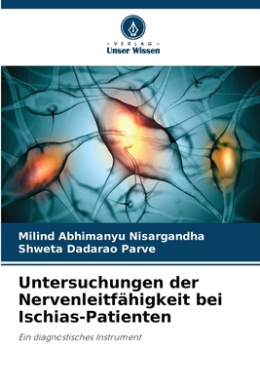 VERLAG
Unser Wissen
Milind Abhimanyu Nisargandha
Shweta Dadarao Parve
Untersuchungen der
Nervenleitfähigkeit bei
Ischias-Patienten
Ein diagnostisches Instrument